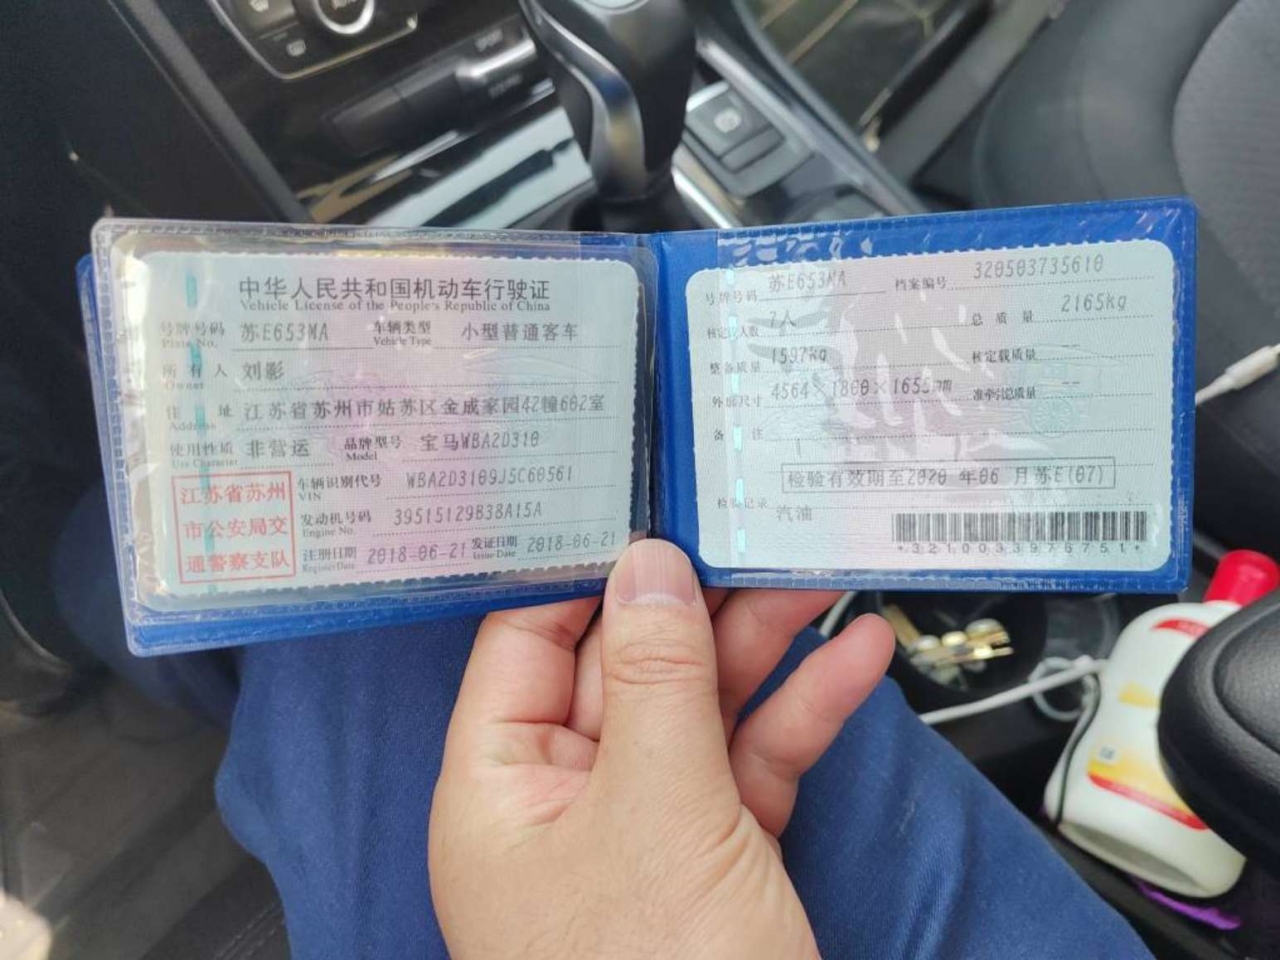 中华人民共和国机动车行驶证
Vehicle License of the People's Republic of China
号牌号码 苏E653MA 车辆类型 小型普通客车
Plate No. Vehicle Type
所有人 刘影
Owner
住址 江苏省苏州市姑苏区金成家园42幢602室
Address
使用性质 非营运 品牌型号 宝马WBA2D310
Use Character Model
江苏省苏州
市公安局交
通警察支队
车辆识别代号 WBA2D3109J5C60561
VIN
发动机号码 39515129B38A15A
Engine No.
注册日期 2018-06-21 发证日期 2018-06-21
Register Date Issue Date
号牌号码 苏E653MA 档案编号 320503735610
核定载人数 7人 总质量 2165kg
整备质量 1597kg 核定载质量 --
外廓尺寸 4564×1800×1655mm 准牵引总质量 --
备注
检验有效期至2020 年06 月苏E(07)
检验记录
汽油
*3210033976751*
AUTO
SPORT